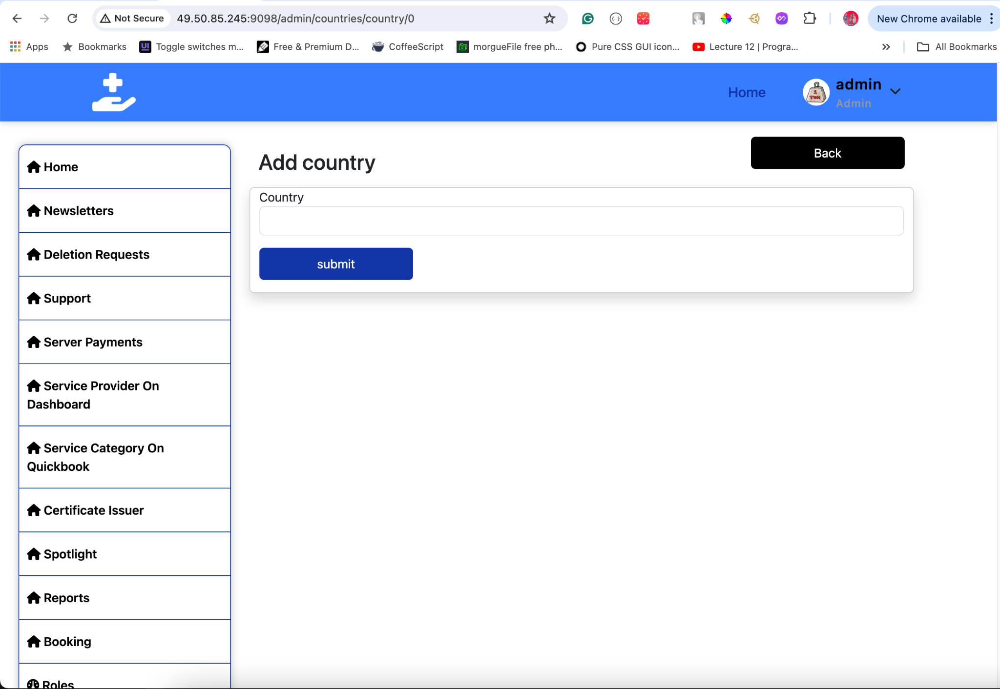 Not Secure
49.50.85.245:9098/admin/countries/country/0
New Chrome available
Apps
Bookmarks
UI
Toggle switches m...
Free & Premium D...
CoffeeScript
morgueFile free ph...
Pure CSS GUI icon...
Lecture 12 | Progra...
All Bookmarks
Home
1
TON
admin
Admin
Home
Newsletters
Deletion Requests
Support
Server Payments
Service Provider On
Dashboard
Service Category On
Quickbook
Certificate Issuer
Spotlight
Reports
Booking
Roles
Add country
Back
Country
submit